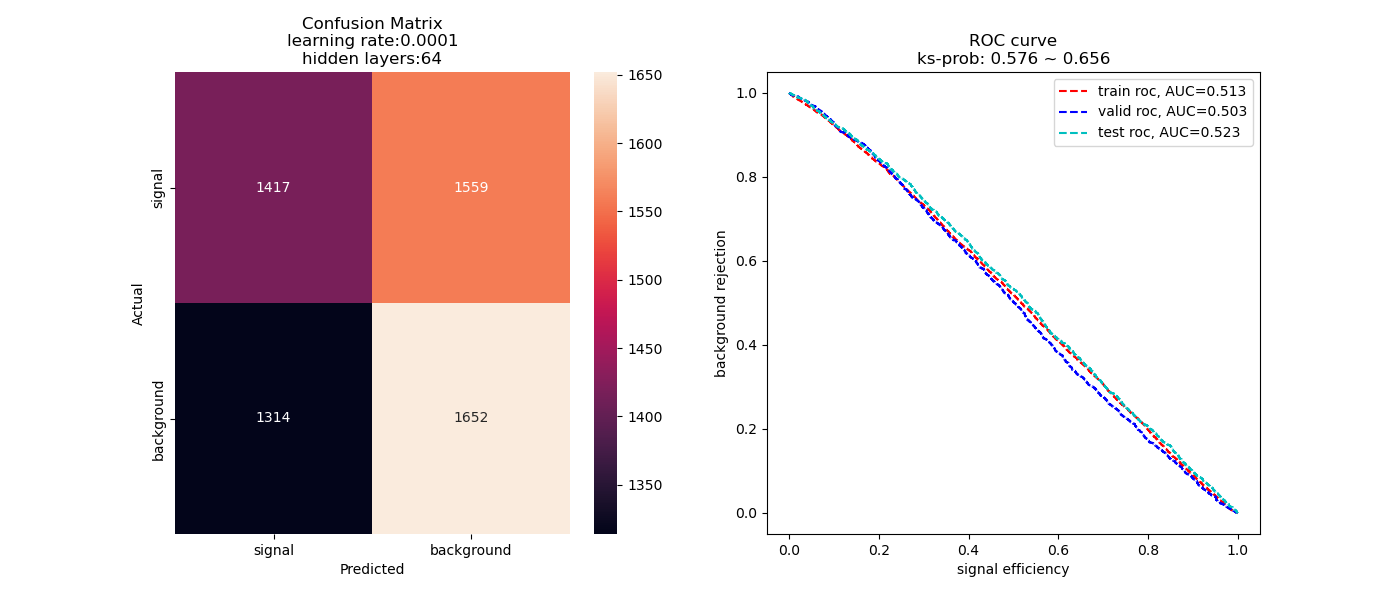 Confusion Matrix
learning rate:0.0001
hidden layers:64
signal
background
Actual
1417
1559
1314
1652
signal
background
Predicted
1650
1600
1550
1500
1450
1400
1350
ROC curve
ks-prob: 0.576 ~ 0.656
train roc, AUC=0.513
valid roc, AUC=0.503
test roc, AUC=0.523
background rejection
1.0
0.8
0.6
0.4
0.2
0.0
0.0
0.2
0.4
0.6
0.8
1.0
signal efficiency